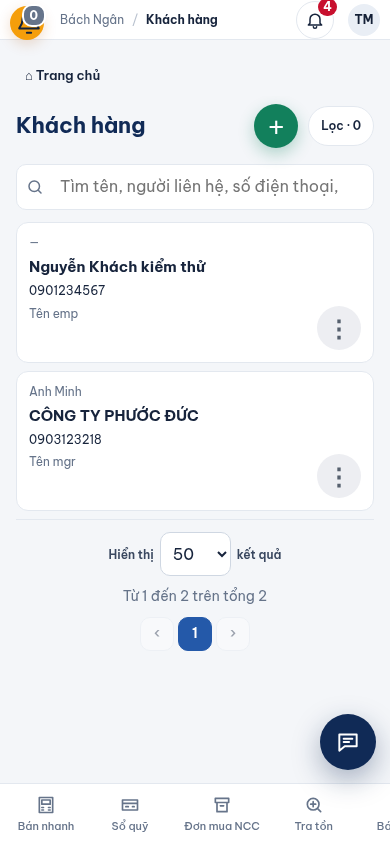 0
Bách Ngân / Khách hàng
4
TM
⌂ Trang chủ
Khách hàng
+
Lọc · 0
Tìm tên, người liên hệ, số điện thoại,
—
Nguyễn Khách kiểm thử
0901234567
Tên emp
⋮
Anh Minh
CÔNG TY PHƯỚC ĐỨC
0903123218
Tên mgr
⋮
Hiển thị 50 kết quả
Từ 1 đến 2 trên tổng 2
‹ 1 ›
Bán nhanh
Sổ quỹ
Đơn mua NCC
Tra tồn